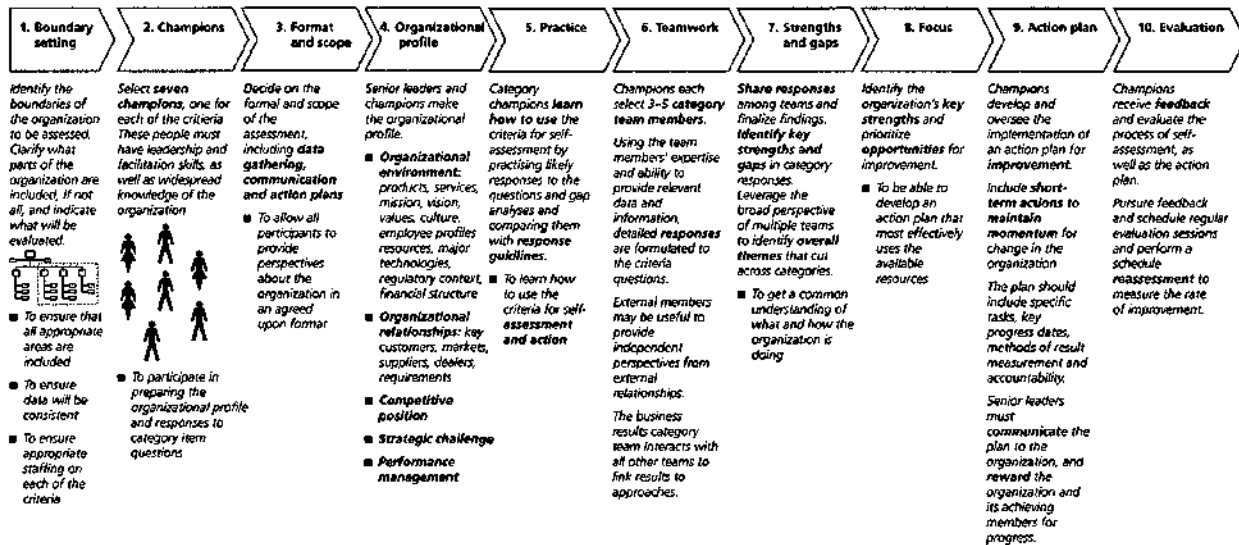 1. Boundary
setting
2. Champions
3. Format
and scope
4. Organizational
profile
5. Practice
6. Teamwork
7. Strengths
and gaps
8. Focus
9. Action plan
10. Evaluation
Identify the
boundaries of
the organization
to be assessed.
Clarify what
parts of the
organization are
included, if not
all, and indicate
what will be
evaluated.
■ To ensure that
all appropriate
areas are
included
■ To ensure
data will be
consistent
■ To ensure
appropriate
staffing on
each of the
criteria
Select seven
champions, one for
each of the criteria
These people must
have leadership and
facilitation skills, as
well as widespread
knowledge of the
organization
■ To participate in
preparing the
organizational profile
and responses to
category item
questions
Decide on the
formal and scope
of the
assessment,
including data
gathering,
communication
and action plans
■ To allow all
participants to
provide
perspectives
about the
organization in
an agreed
upon format
Senior leaders and
champions make
the organizational
profile.
■ Organizational
environment:
products, services,
mission, vision,
values, culture,
employee profiles
resources, major
technologies,
regulatory context,
financial structure
■ Organizational
relationships: key
customers, markets,
suppliers, dealers,
requirements
■ Competitive
position
■ Strategic challenge
■ Performance
management
Category
champions learn
how to use the
criteria for self-
assessment by
practising likely
responses to the
questions and gap
analyses and
comparing them
with response
guidlines.
■ To learn how
to use the
criteria for self-
assessment
and action
Champions each
select 3–5 category
team members.
Using the team
members' expertise
and ability to
provide relevant
data and
information,
detailed responses
are formulated to
the criteria
questions.
External members
may be useful to
provide
independent
perspectives from
external
relationships.
The business
results category
team interacts with
all other teams to
link results to
approaches.
Share responses
among teams and
finalize findings.
Identify key
strengths and
gaps in category
responses.
Leverage the
broad perspective
of multiple teams
to identify overall
themes that cut
across categories.
■ To get a common
understanding of
what and how the
organization is
doing
Identify the
organization's key
strengths and
prioritize
opportunities for
improvement.
■ To be able to
develop an
action plan that
most effectively
uses the
available
resources
Champions
develop and
oversee the
implementation of
an action plan for
improvement.
Include short-
term actions to
maintain
momentum for
change in the
organization
The plan should
include specific
tasks, key
progress dates,
methods of result
measurement and
accountability.
Senior leaders
must
communicate the
plan to the
organization, and
reward the
organization and
its achieving
members for
progress.
Champions
receive feedback
and evaluate the
process of self-
assessment, as
well as the action
plan.
Pursure feedback
and schedule regular
evaluation sessions
and perform a
schedule
reassessment to
measure the rate
of improvement.